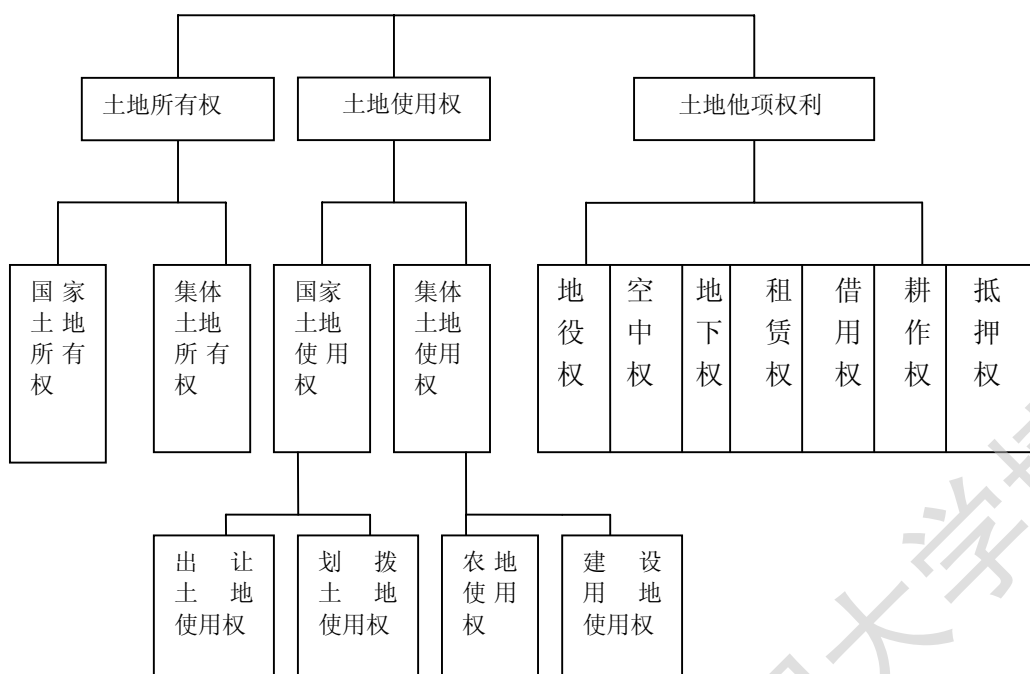 土地所有权
土地使用权
土地他项权利
国家
土地
所有
权
集体
土地
所有
权
国家
土地
使用
权
集体
土地
使用
权
地
役
权
空
中
权
地
下
权
租
赁
权
借
用
权
耕
作
权
抵
押
权
出让
土地
使用权
划拨
土地
使用权
农地
使用
权
建设
用地
使用权
大学